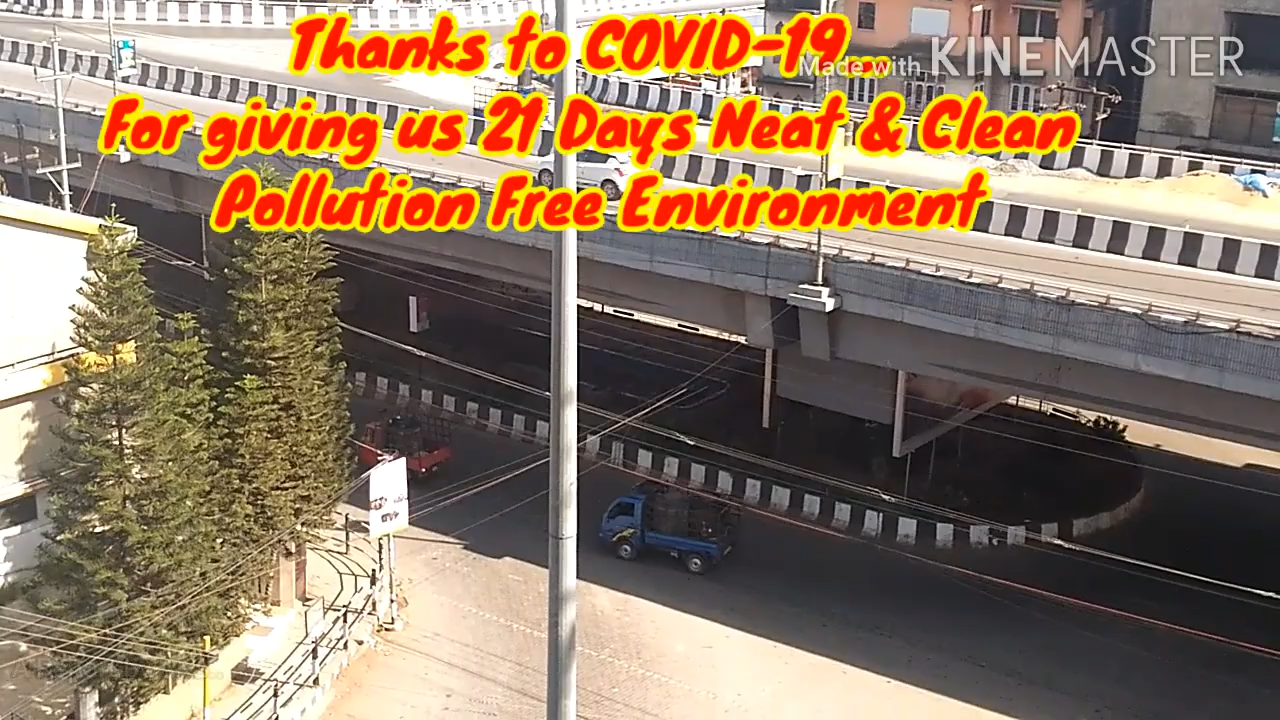 Thanks to COVID-19
For giving us 21 Days Neat & Clean
Pollution Free Environment
Made with KINEMASTER